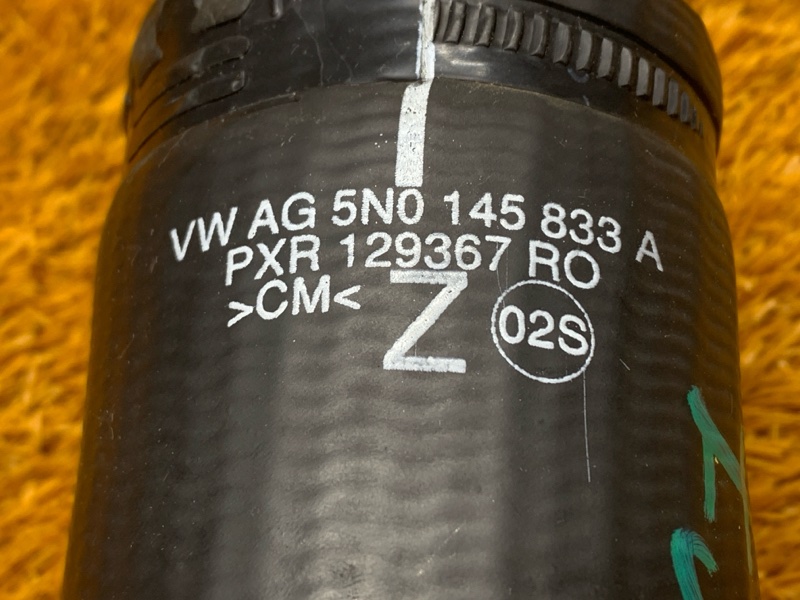 VW AG 5N0 145 833 A
PXR 129367 RO
>CM<
Z
02S